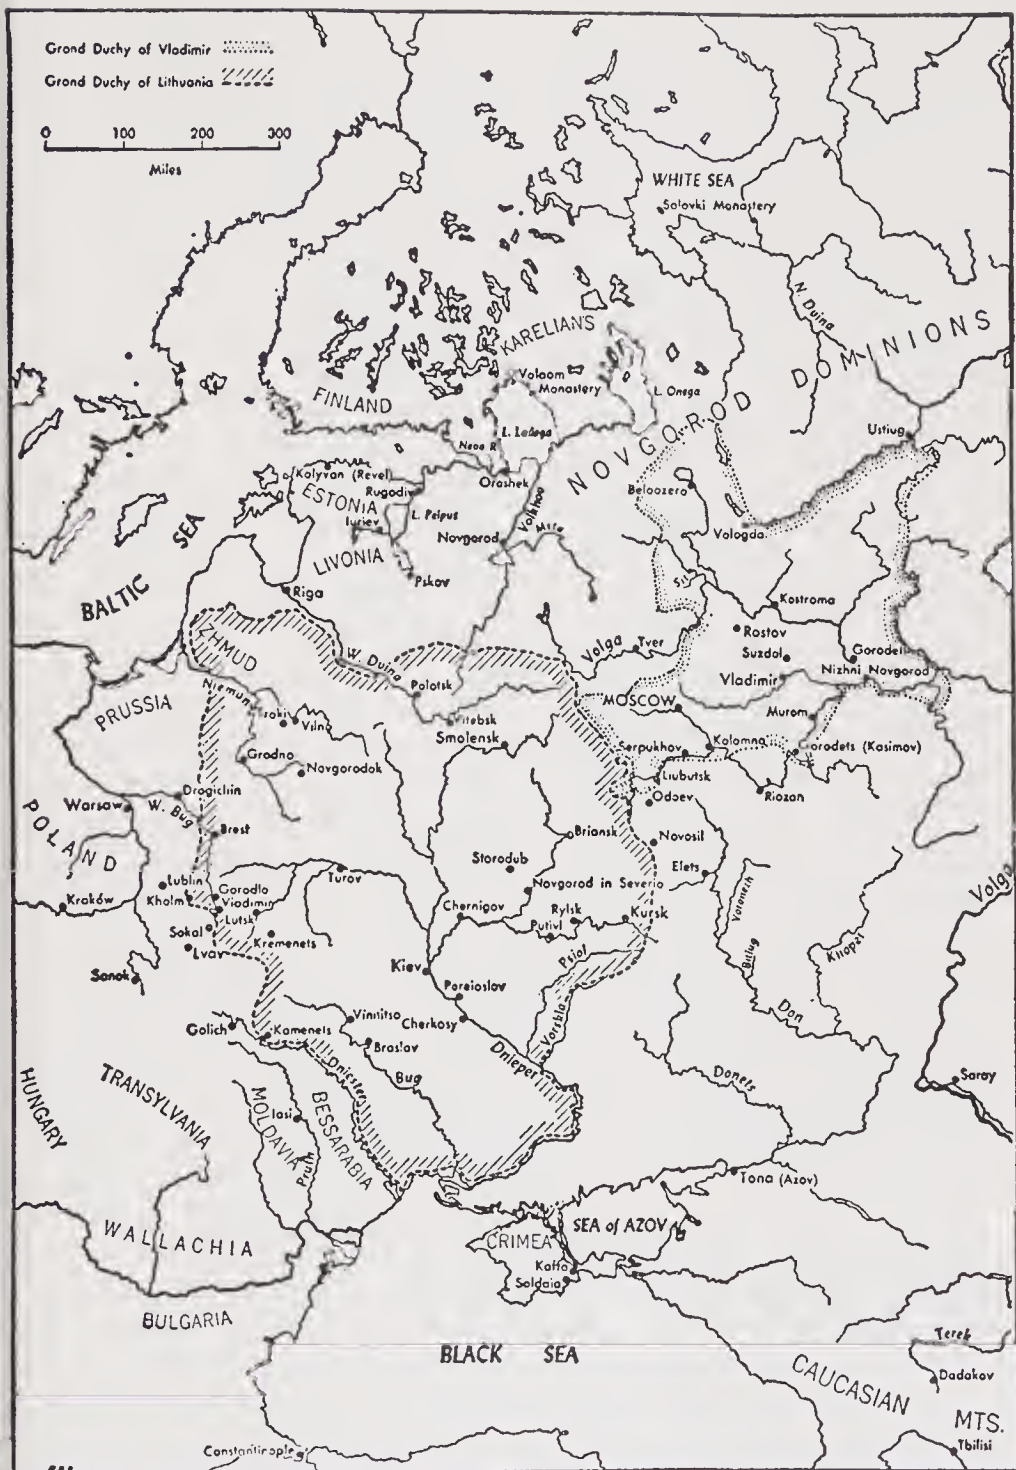 Grand Duchy of Vladimir
Grand Duchy of Lithuania
0 100 200 300
Miles
WHITE SEA
Solovki Monastery
N. Duina
NOVGOROD DOMINIONS
KARELIANS
Valaam
Monastery
L. Onega
FINLAND
L. Ladoga
Neva R
Ustiug
Kolyvan (Revel)
Rugodiv
Oreshek
Beloozero
ESTONIA
L. Peipus
Iuriev
Volkhov
Msta
Novgorod
Vologda
BALTIC SEA
LIVONIA
Pskov
Sit
Riga
Kostroma
Rostov
ZHMUD
W. Duina
Volga
Tver
Suzdal
Gorodets
Nizhni Novgorod
Vladimir
Polotsk
Niemun
PRUSSIA
MOSCOW
Troki
Vilna
Vitebsk
Murom
Smolensk
Serpukhov
Kolomna
Gorodets (Kasimov)
Grodno
Novgorodok
Liubutsk
Drogichin
Odoev
Riazan
Warsaw
W. Bug
POLAND
Brest
Briansk
Novosil
Starodub
Elets
Volga
Lublin
Turov
Kholm
Gorodlo
Vladimir
Novgorod in Severia
Voronezh
Kraków
Lutsk
Chernigov
Rylsk
Kursk
Putivl
Sokal
Kremenets
Lvov
Psiol
Bitiug
Khoper
Sanok
Kiev
Pereioslav
Don
Vorskla
Galich
Kamenets
Vinnitsa
Cherkasy
Braslav
Dnieper
HUNGARY
TRANSYLVANIA
Dniester
Bug
Donets
Saray
MOLDAVIA
Iasi
BESSARABIA
Pruth
Tana (Azov)
WALLACHIA
SEA of AZOV
CRIMEA
Kaffa
Soldaia
BULGARIA
BLACK SEA
Terek
CAUCASIAN MTS.
Dadakov
Constantinople
Tbilisi